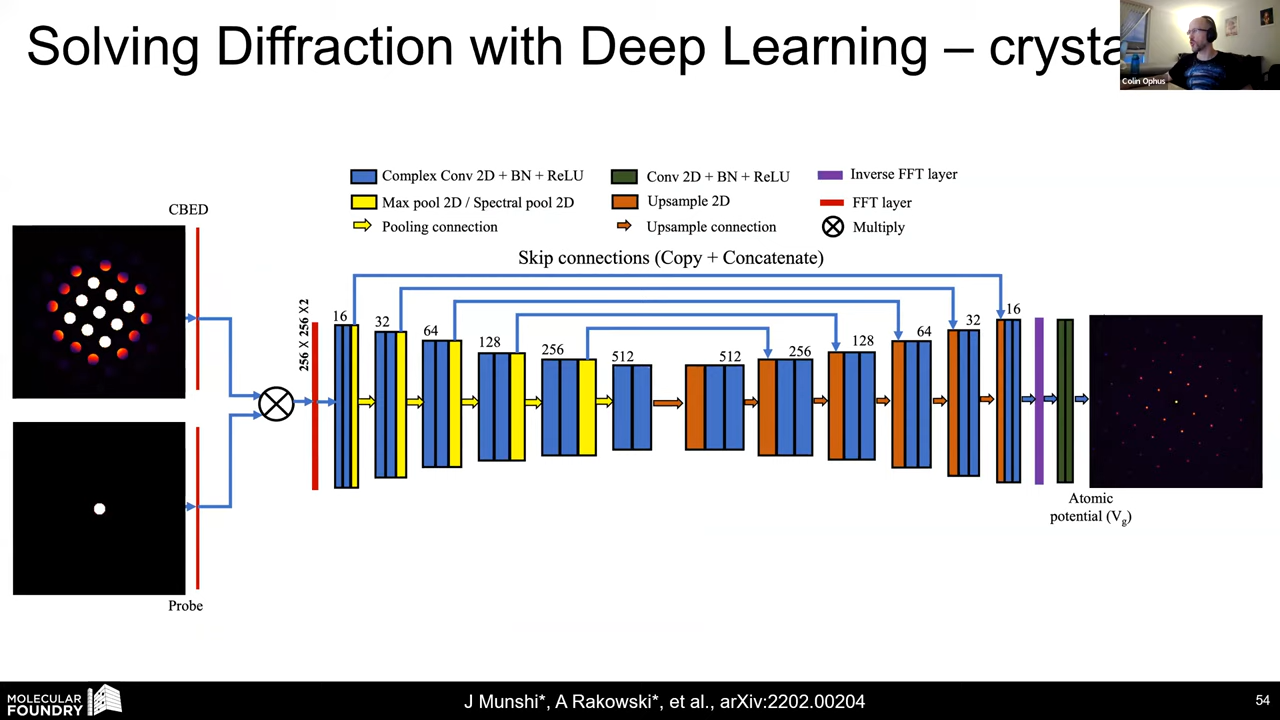 Solving Diffraction with Deep Learning – crysta
Colin Ophus
Complex Conv 2D + BN + ReLU
Conv 2D + BN + ReLU
Inverse FFT layer
Max pool 2D / Spectral pool 2D
Upsample 2D
FFT layer
Pooling connection
Upsample connection
Multiply
CBED
Skip connections (Copy + Concatenate)
256 X 256 X 2
16
32
64
128
256
512
512
256
128
64
32
16
Probe
Atomic
potential (Vg)
MOLECULAR
FOUNDRY
J Munshi*, A Rakowski*, et al., arXiv:2202.00204
54